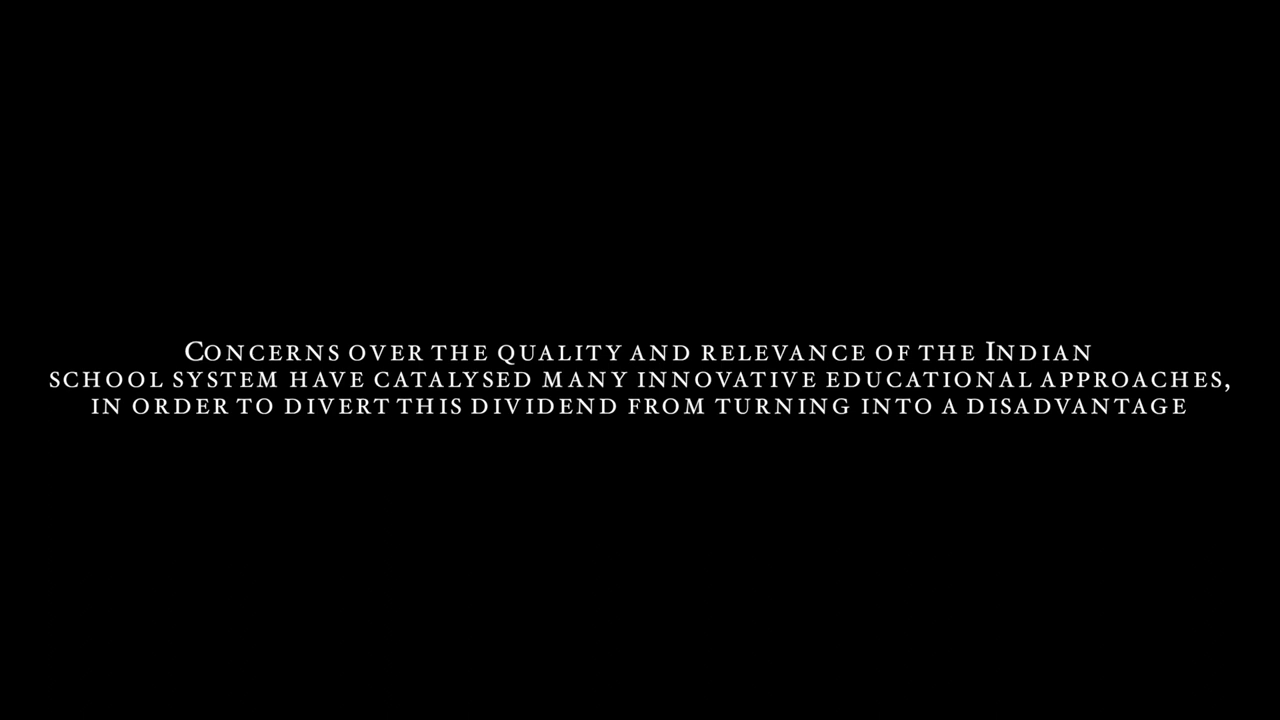 Concerns over the quality and relevance of the Indian
school system have catalysed many innovative educational approaches,
in order to divert this dividend from turning into a disadvantage